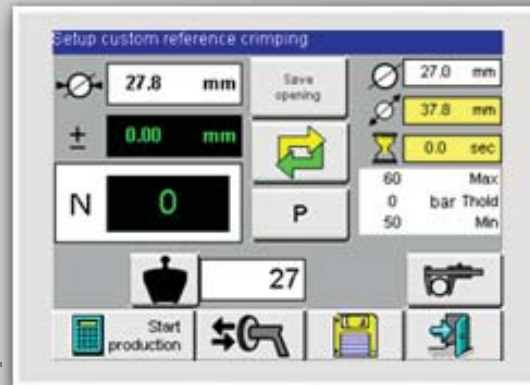 Setup custom reference crimping
27.8 mm
Save opening
27.0 mm
37.8 mm
± 0.00 mm
0.0 sec
60 Max
0 bar Thold
50 Min
N 0
P
27
Start
production